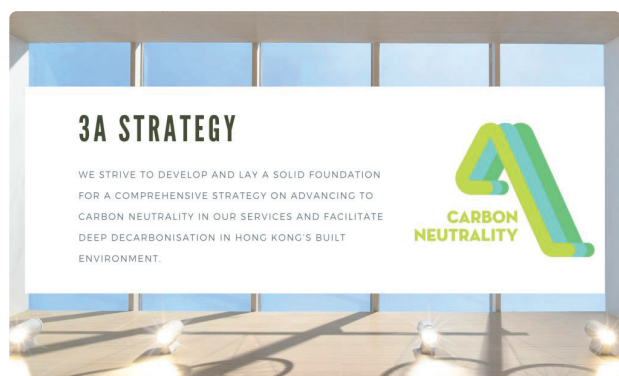 3A STRATEGY
WE STRIVE TO DEVELOP AND LAY A SOLID FOUNDATION
FOR A COMPREHENSIVE STRATEGY ON ADVANCING TO
CARBON NEUTRALITY IN OUR SERVICES AND FACILITATE
DEEP DECARBONISATION IN HONG KONG'S BUILT
ENVIRONMENT.
CARBON
NEUTRALITY